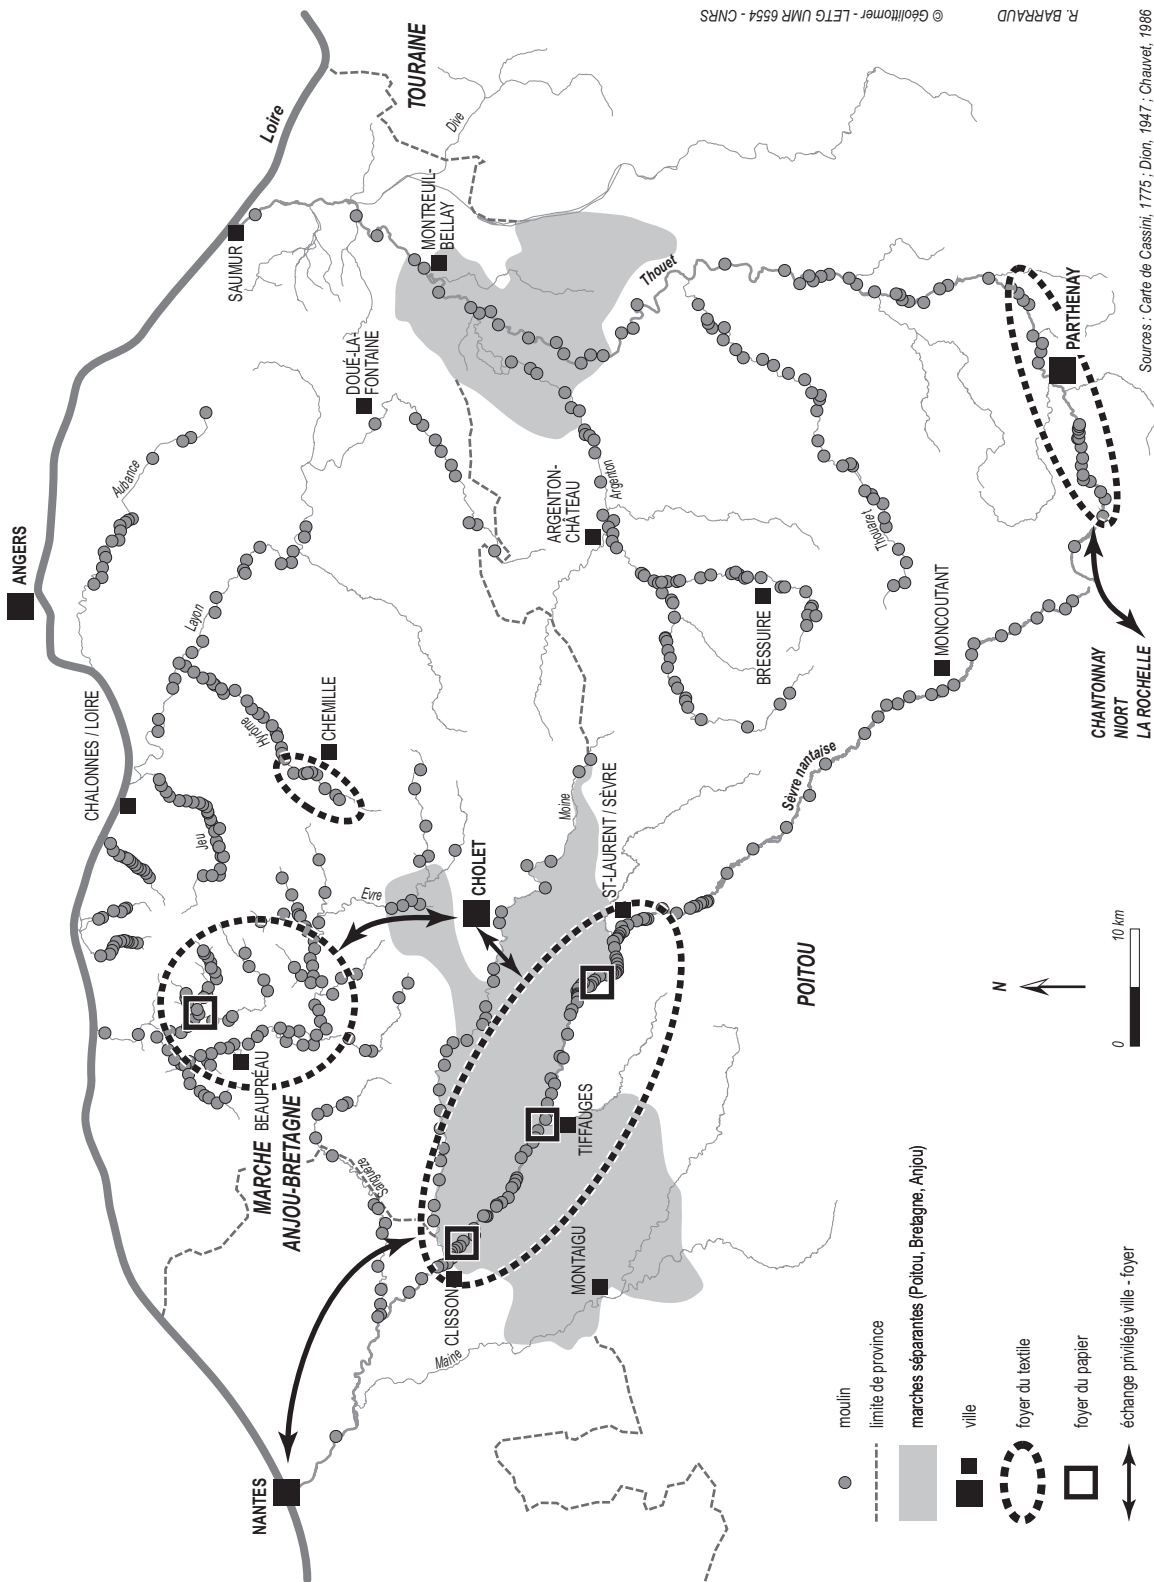 NANTES
ANGERS
Loire
SAUMUR
TOURAINE
Dive
MONTREUIL-
BELLAY
DOUÉ-LA-
FONTAINE
Aubance
CHALONNES / LOIRE
Layon
Hyrôme
CHEMILLE
Jeu
Evre
BEAUPRÉAU
MARCHE
ANJOU-BRETAGNE
Sanguèze
CHOLET
Moine
ST-LAURENT / SÈVRE
TIFFAUGES
CLISSON
MONTAIGU
Maine
Thouet
ARGENTON-
CHÂTEAU
Argenton
BRESSUIRE
Thouaret
MONCOUTANT
Sèvre nantaise
PARTHENAY
POITOU
CHANTONNAY
NIORT
LA ROCHELLE
N
0
10 km
moulin
limite de province
marches séparantes (Poitou, Bretagne, Anjou)
ville
foyer du textile
foyer du papier
échange privilégié ville - foyer
Sources : Carte de Cassini, 1775 ; Dion, 1947 ; Chauvet, 1986
R. BARRAUD
© Géolittomer - LETG UMR 6554 - CNRS